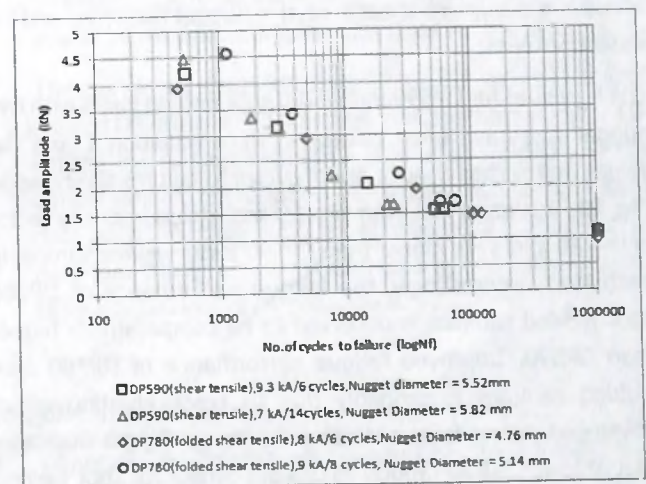 5
4.5
4
3.5
3
2.5
2
1.5
1
0.5
0
Load amplitude (KN)
100 1000 10000 100000 1000000
No.of cycles to failure (logNf)
DP590(shear tensile),9.3 kA/6 cycles,Nugget diameter = 5.52mm
DP590(shear tensile),7 kA/14cycles, Nugget Diameter = 5.82 mm
DP780(folded shear tensile),8 kA/6 cycles,Nugget Diameter = 4.76 mm
DP780(folded shear tensile),9 kA/8 cycles, Nugget Diameter = 5.14 mm